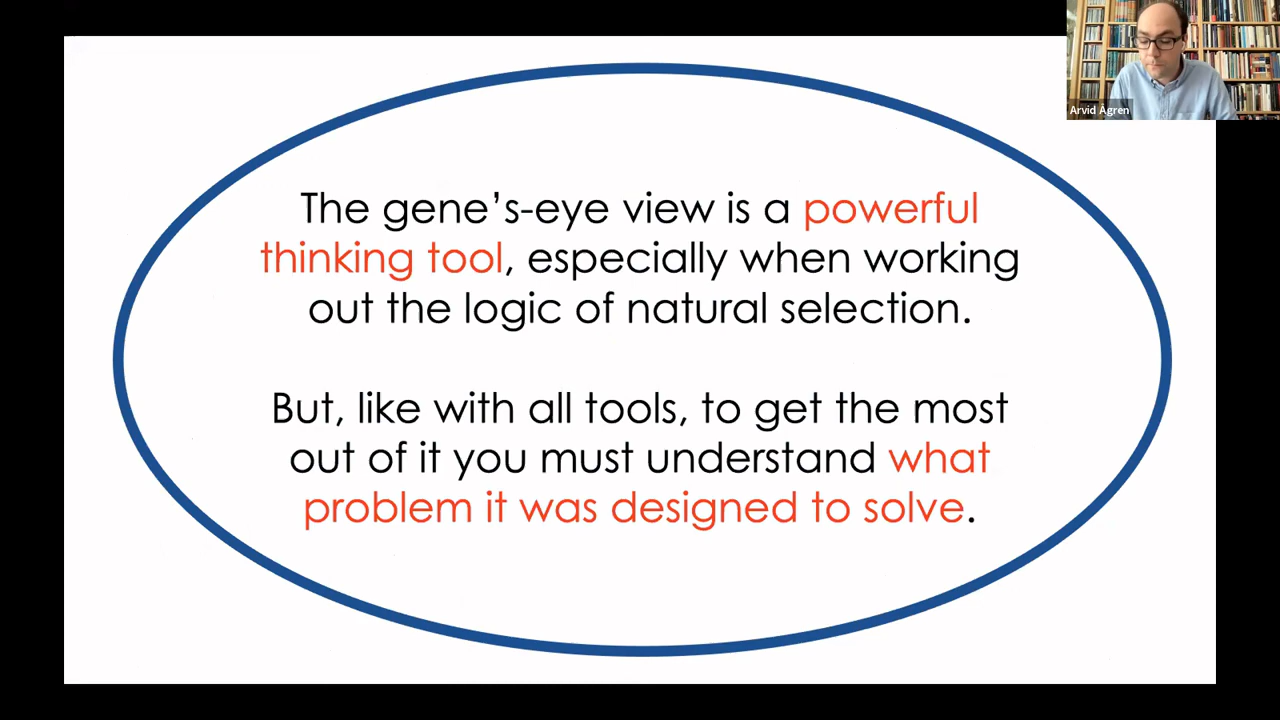 Arvid Ågren
The gene’s-eye view is a powerful
thinking tool, especially when working
out the logic of natural selection.
But, like with all tools, to get the most
out of it you must understand what
problem it was designed to solve.